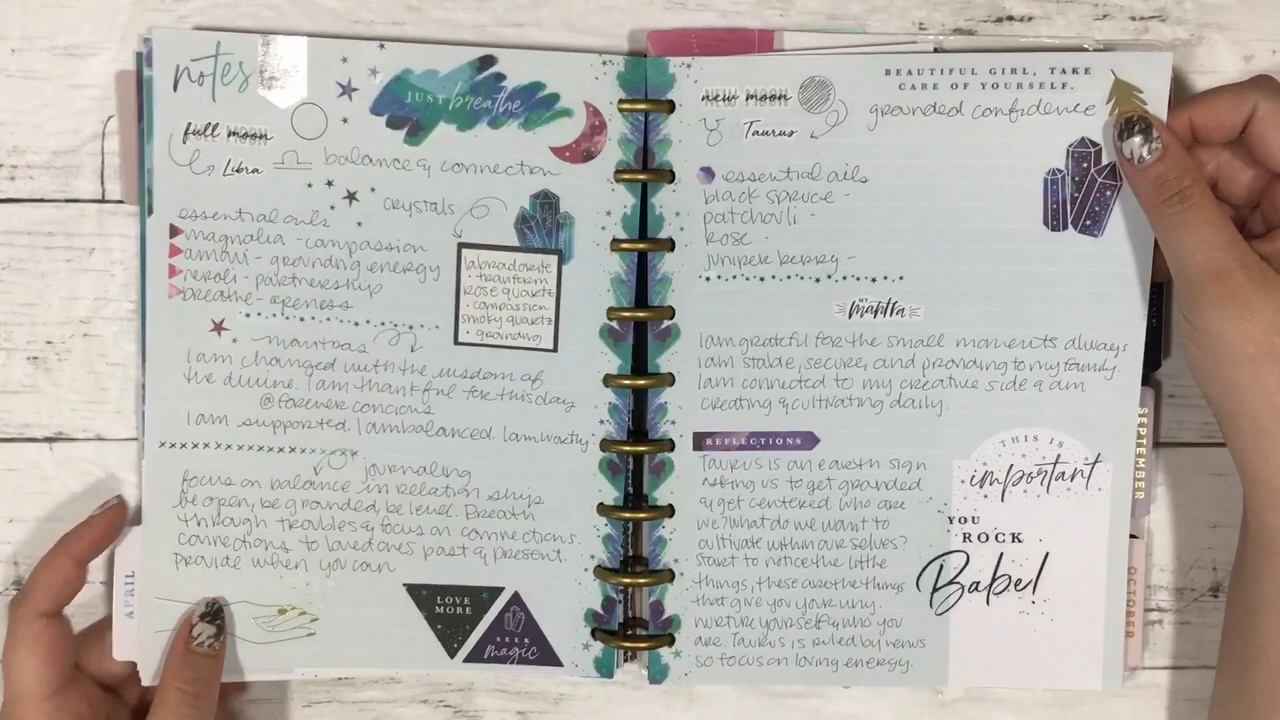 notes
JUST breathe
full moon
FULL MOON
Libra
balance & connection
crystals
essential oils
magnolia - compassion
amavi - grounding energy
neroli - partnership
breathe - openess
labradorite
• tranform
rose quartz
• compassion
smoky quartz
• grounding
mantras
I am changed with the wisdom of
the divine. I am thankful for this day
@forever concious
I am supported. I am balanced. I am worthy
journaling
focus on balance in relation ship
be open, be grounded, be level. Breath
through troubles & focus on connections.
connections to loved ones past & present.
provide when you can
LOVE
MORE
SEEK
magic
APRIL
new moon
NEW MOON
Taurus
BEAUTIFUL GIRL, TAKE
CARE OF YOURSELF.
grounded confidence
essential oils
black spruce -
patchouli -
rose -
juniper berry -
MY
mantra
I am grateful for the small moments always
I am stable, secure, and providing to my family.
I am connected to my creative side & am
creating & cultivating daily.
REFLECTIONS
Taurus is an earth sign
asking us to get grounded
& get centered. Who are
we? What do we want to
cultivate within our selves?
Start to notice the little
things, these are the things
that give you your
nurture yourself & who you
are. Taurus is ruled by venus
so focus on loving energy.
THIS IS
important
YOU
ROCK
Babe!
SEPTEMBER
OCTOBER